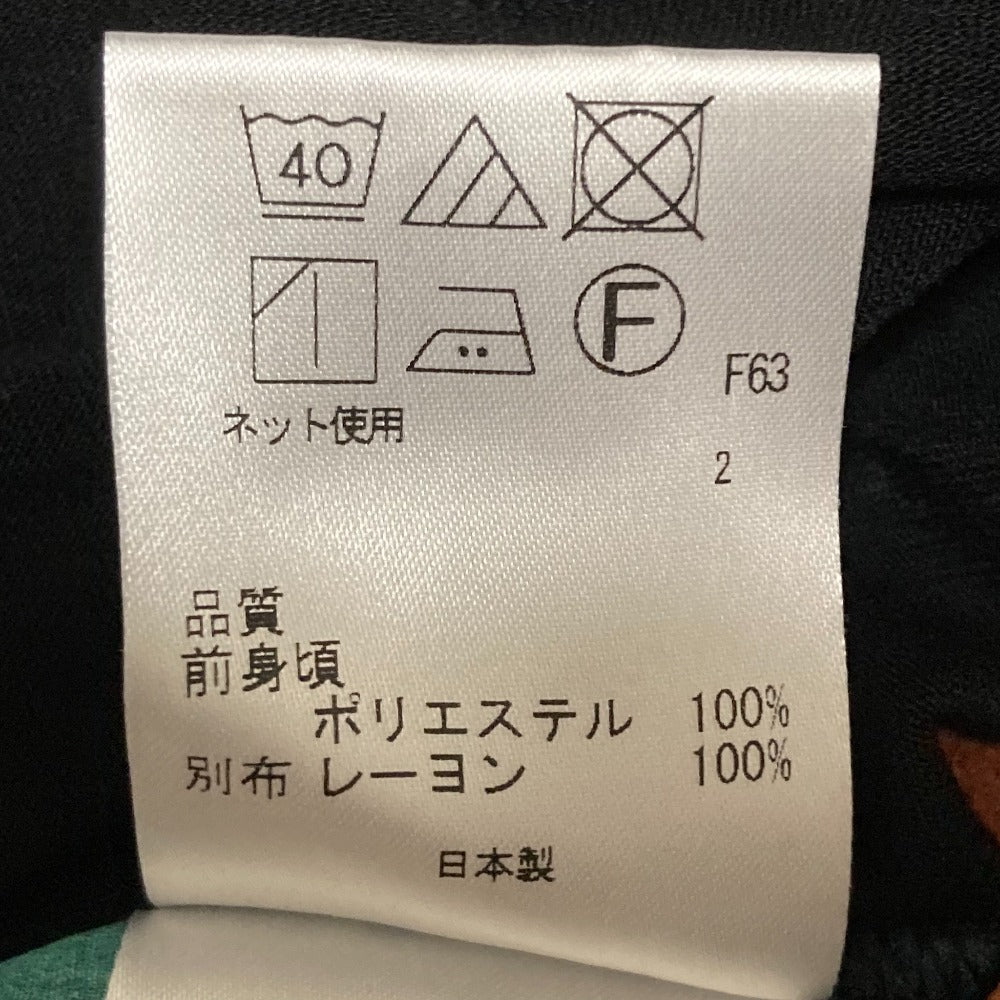 40
F
F63
ネット使用
2
品質
前身頃
ポリエステル 100%
別布 レーヨン 100%
日本製